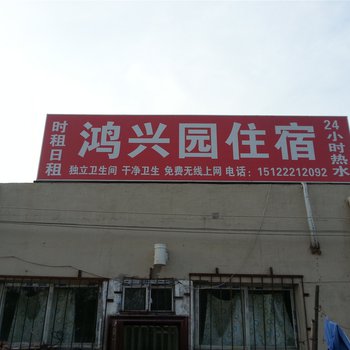 时租日租
鸿兴园住宿
24小时热水
独立卫生间 干净卫生 免费无线上网 电话：15122212092